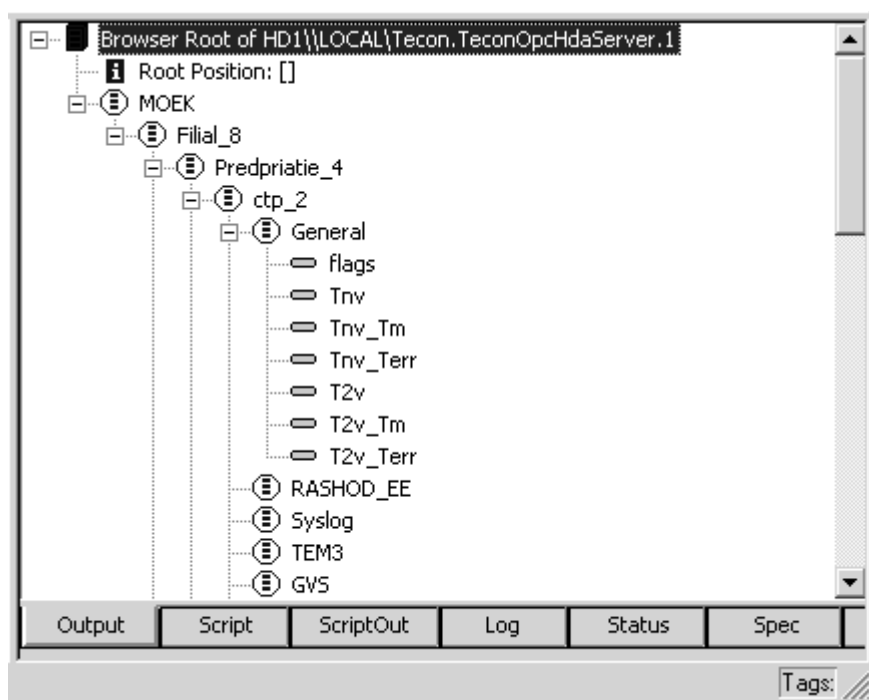 Browser Root of HD1\\LOCAL\Tecon.TeconOpcHdaServer.1
Root Position: []
MOEK
Filial_8
Predpriatie_4
ctp_2
General
flags
Tnv
Tnv_Tm
Tnv_Terr
T2v
T2v_Tm
T2v_Terr
RASHOD_EE
Syslog
TEM3
GVS
Output Script ScriptOut Log Status Spec
Tags: